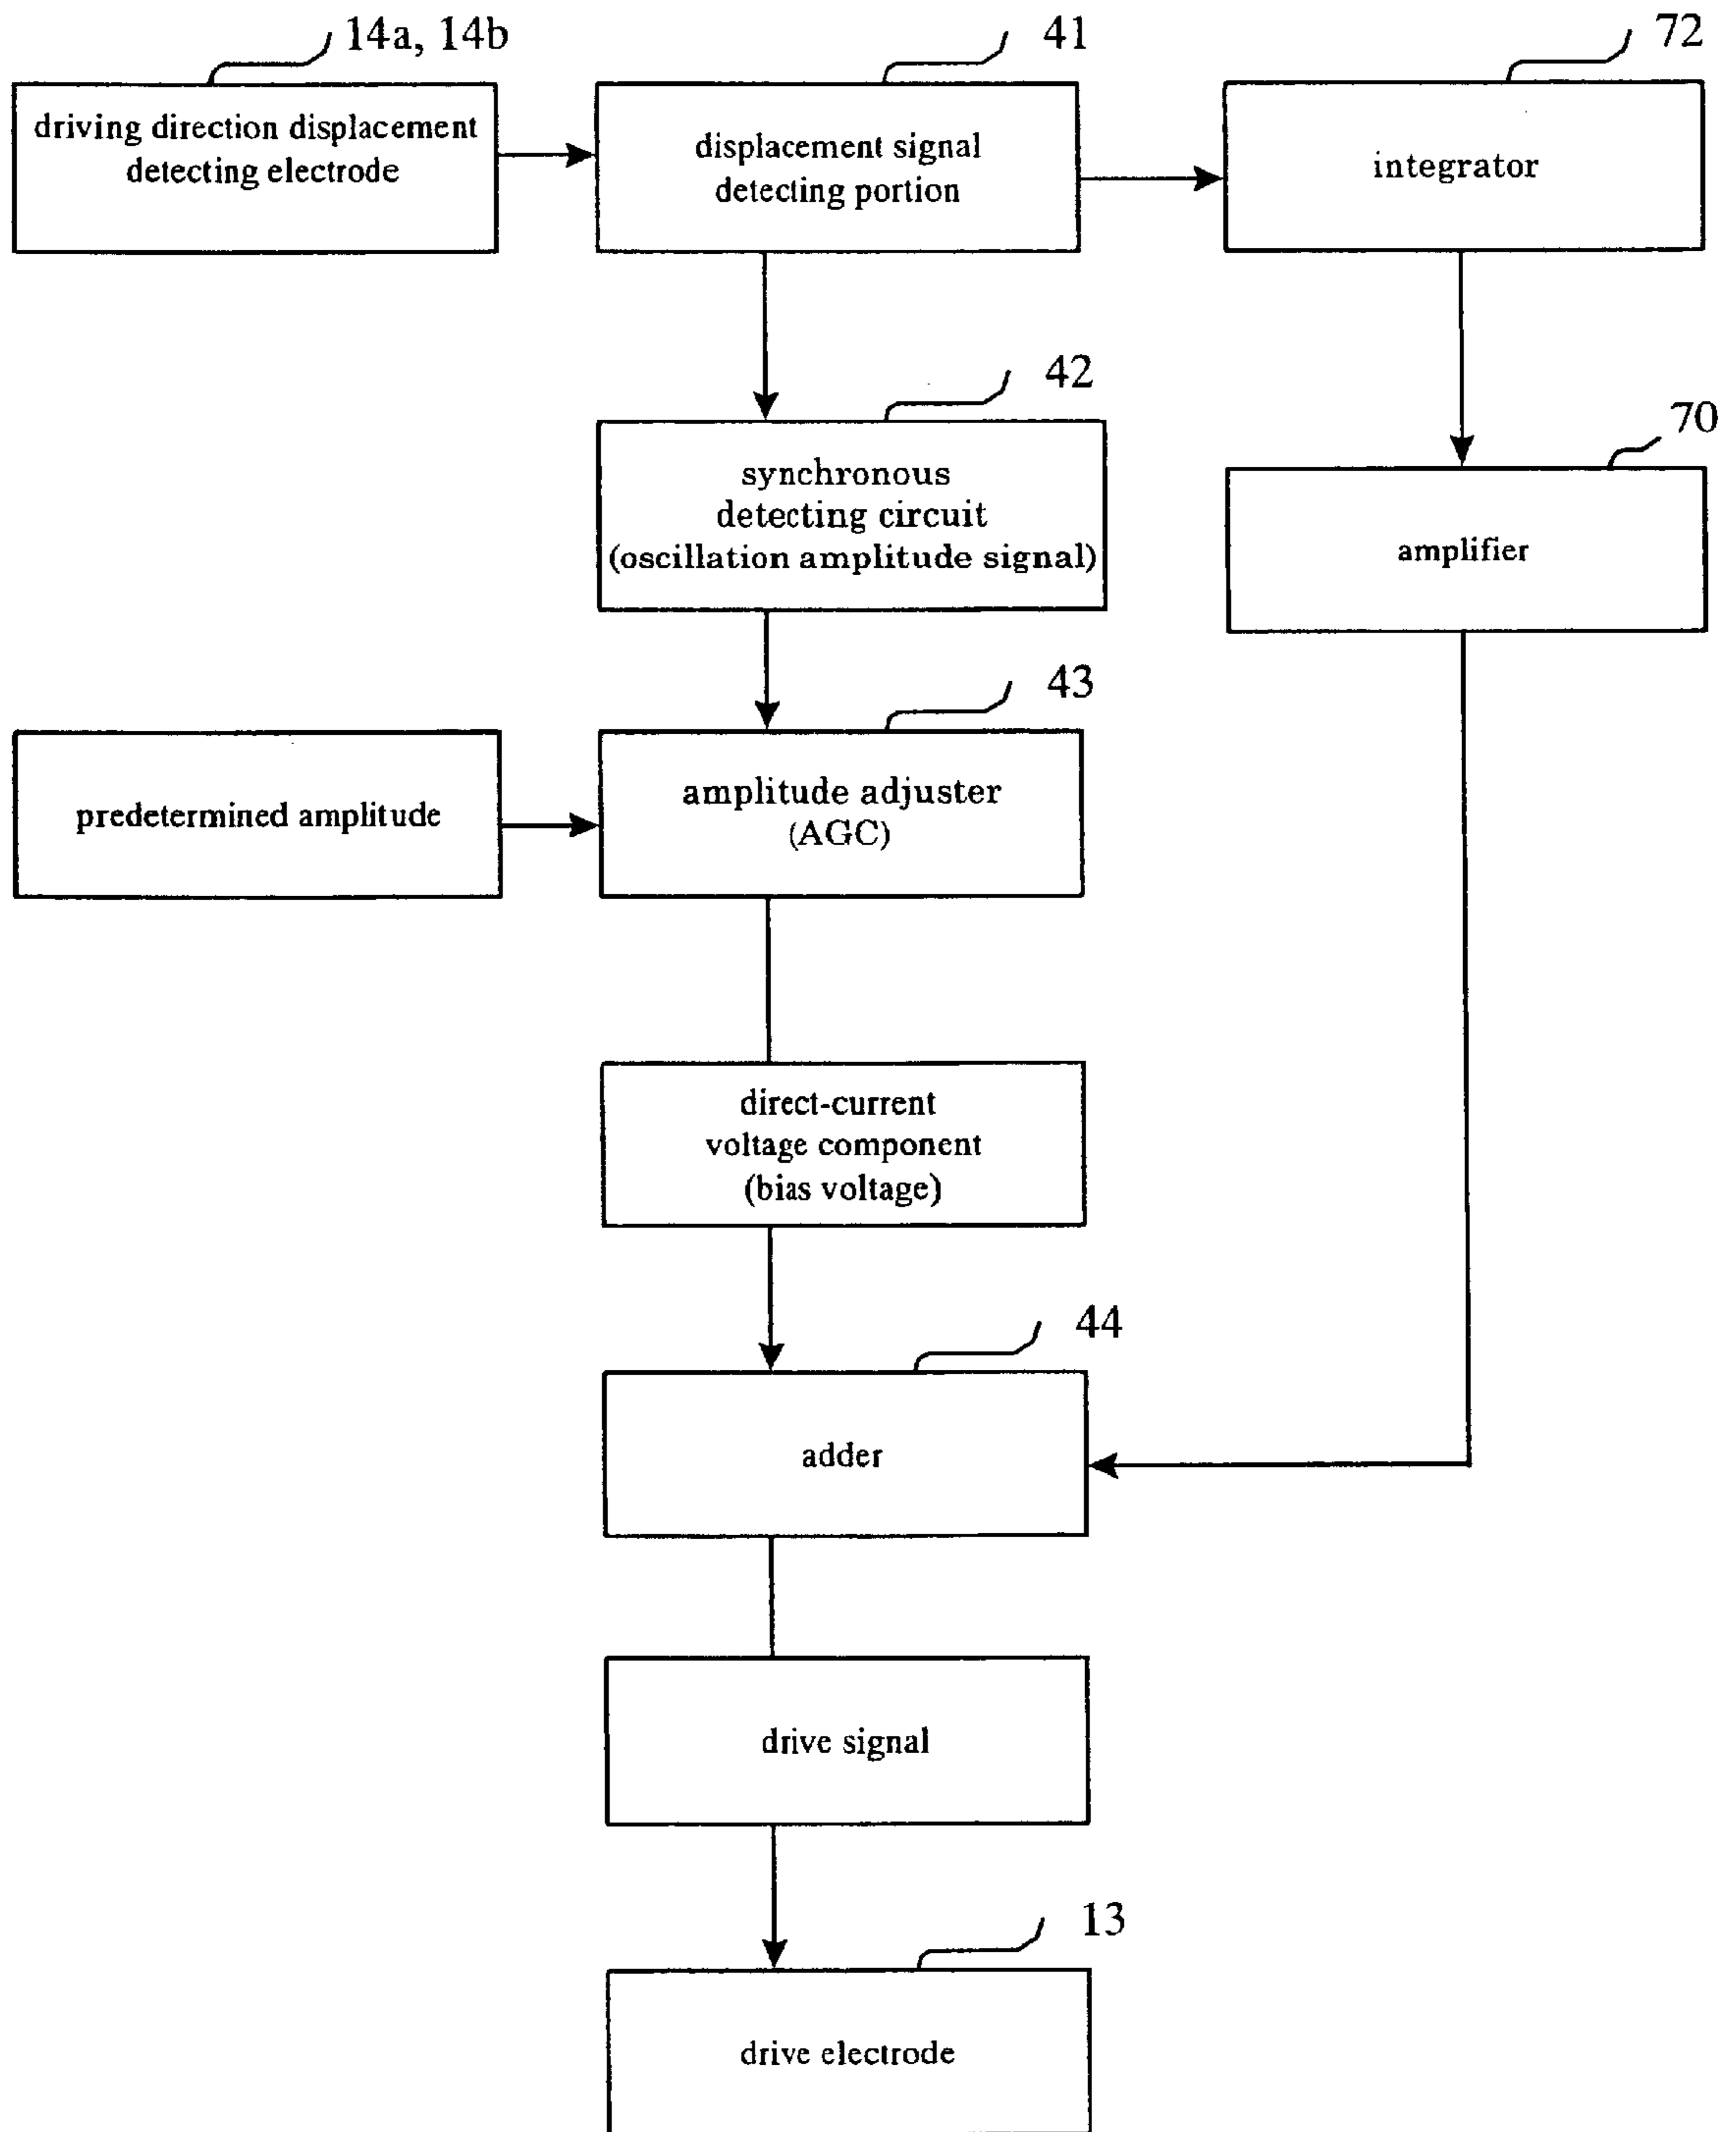 14a, 14b
driving direction displacement
detecting electrode
41
displacement signal
detecting portion
72
integrator
42
synchronous
detecting circuit
(oscillation amplitude signal)
70
amplifier
predetermined amplitude
43
amplitude adjuster
(AGC)
direct-current
voltage component
(bias voltage)
44
adder
drive signal
13
drive electrode